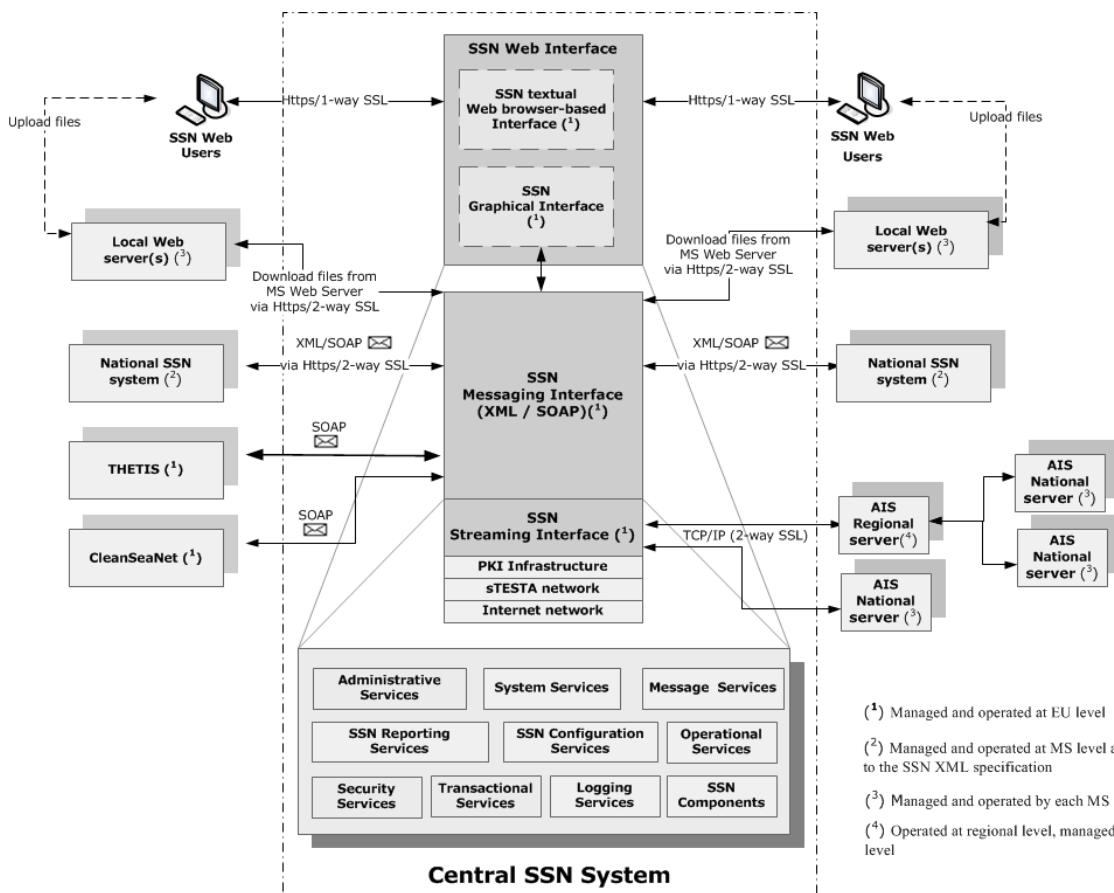 SSN Web Interface
SSN textual
Web browser-based
Interface (¹)
SSN
Graphical Interface
(¹)
Https/1-way SSL
Https/1-way SSL
Upload files
SSN Web
Users
SSN Web
Users
Upload files
Local Web
server(s) (³)
Download files from
MS Web Server
via Https/2-way SSL
Download files from
MS Web Server
via Https/2-way SSL
Local Web
server(s) (³)
National SSN
system (²)
XML/SOAP
via Https/2-way SSL
SSN
Messaging Interface
(XML / SOAP)(¹)
XML/SOAP
via Https/2-way SSL
National SSN
system (²)
THETIS (¹)
SOAP
CleanSeaNet (¹)
SOAP
SSN
Streaming Interface (¹)
TCP/IP (2-way SSL)
AIS
Regional
server(⁴)
AIS
National
server (³)
AIS
National
server (³)
AIS
National
server (³)
PKI Infrastructure
sTESTA network
Internet network
Administrative
Services
System Services
Message Services
SSN Reporting
Services
SSN Configuration
Services
Operational
Services
Security
Services
Transactional
Services
Logging
Services
SSN
Components
Central SSN System
(¹) Managed and operated at EU level
(²) Managed and operated at MS level a
to the SSN XML specification
(³) Managed and operated by each MS
(⁴) Operated at regional level, managed
level